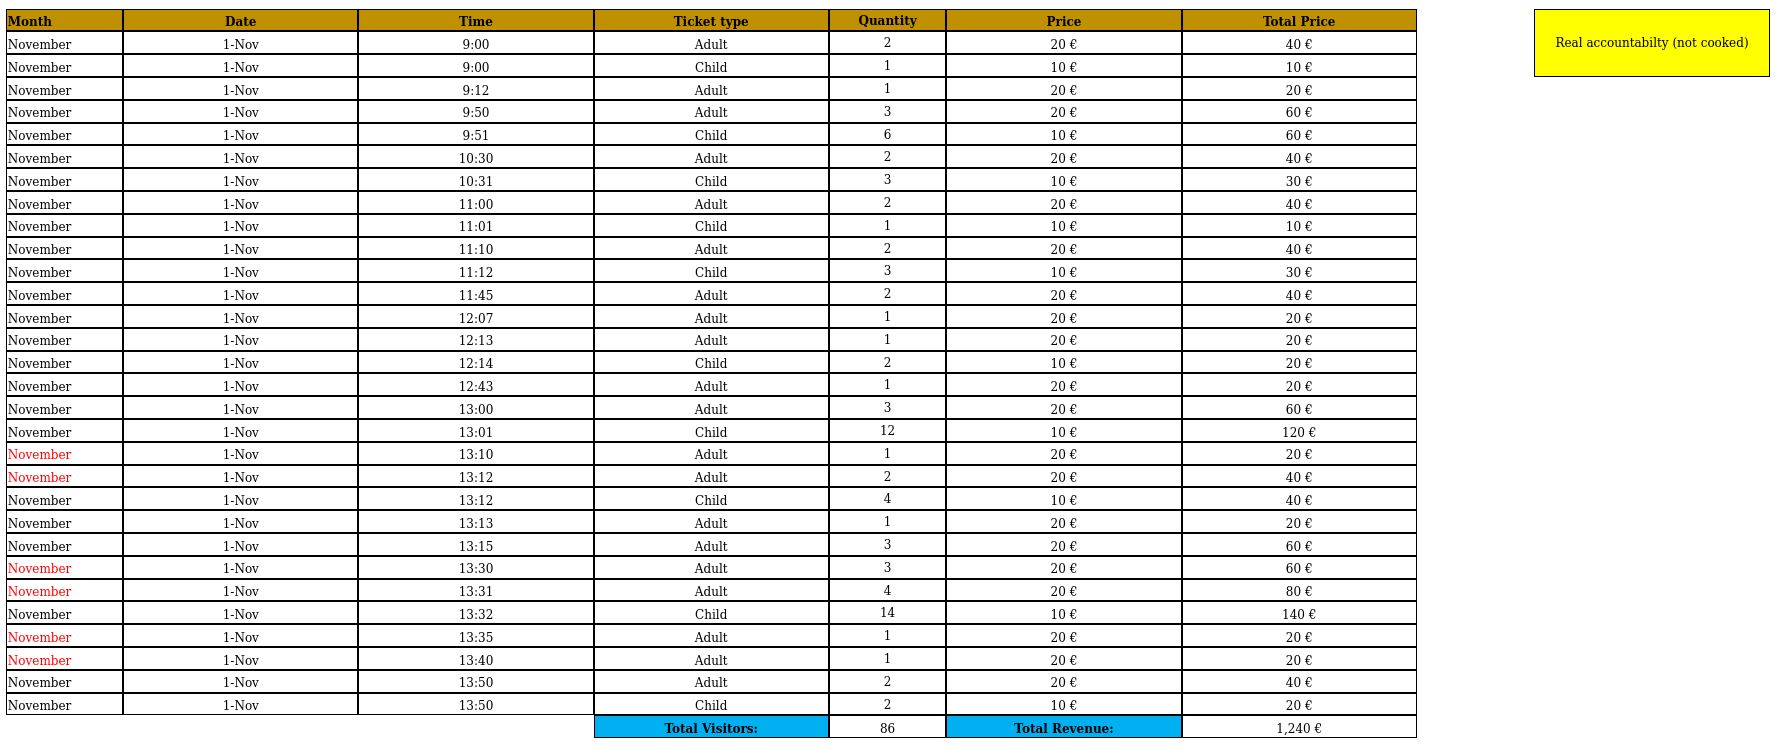 Month Date Time Ticket type Quantity Price Total Price
Real accountabilty (not cooked)
November 1-Nov 9:00 Adult 2 20 € 40 €
November 1-Nov 9:00 Child 1 10 € 10 €
November 1-Nov 9:12 Adult 1 20 € 20 €
November 1-Nov 9:50 Adult 3 20 € 60 €
November 1-Nov 9:51 Child 6 10 € 60 €
November 1-Nov 10:30 Adult 2 20 € 40 €
November 1-Nov 10:31 Child 3 10 € 30 €
November 1-Nov 11:00 Adult 2 20 € 40 €
November 1-Nov 11:01 Child 1 10 € 10 €
November 1-Nov 11:10 Adult 2 20 € 40 €
November 1-Nov 11:12 Child 3 10 € 30 €
November 1-Nov 11:45 Adult 2 20 € 40 €
November 1-Nov 12:07 Adult 1 20 € 20 €
November 1-Nov 12:13 Adult 1 20 € 20 €
November 1-Nov 12:14 Child 2 10 € 20 €
November 1-Nov 12:43 Adult 1 20 € 20 €
November 1-Nov 13:00 Adult 3 20 € 60 €
November 1-Nov 13:01 Child 12 10 € 120 €
November 1-Nov 13:10 Adult 1 20 € 20 €
November 1-Nov 13:12 Adult 2 20 € 40 €
November 1-Nov 13:12 Child 4 10 € 40 €
November 1-Nov 13:13 Adult 1 20 € 20 €
November 1-Nov 13:15 Adult 3 20 € 60 €
November 1-Nov 13:30 Adult 3 20 € 60 €
November 1-Nov 13:31 Adult 4 20 € 80 €
November 1-Nov 13:32 Child 14 10 € 140 €
November 1-Nov 13:35 Adult 1 20 € 20 €
November 1-Nov 13:40 Adult 1 20 € 20 €
November 1-Nov 13:50 Adult 2 20 € 40 €
November 1-Nov 13:50 Child 2 10 € 20 €
Total Visitors: 86 Total Revenue: 1,240 €